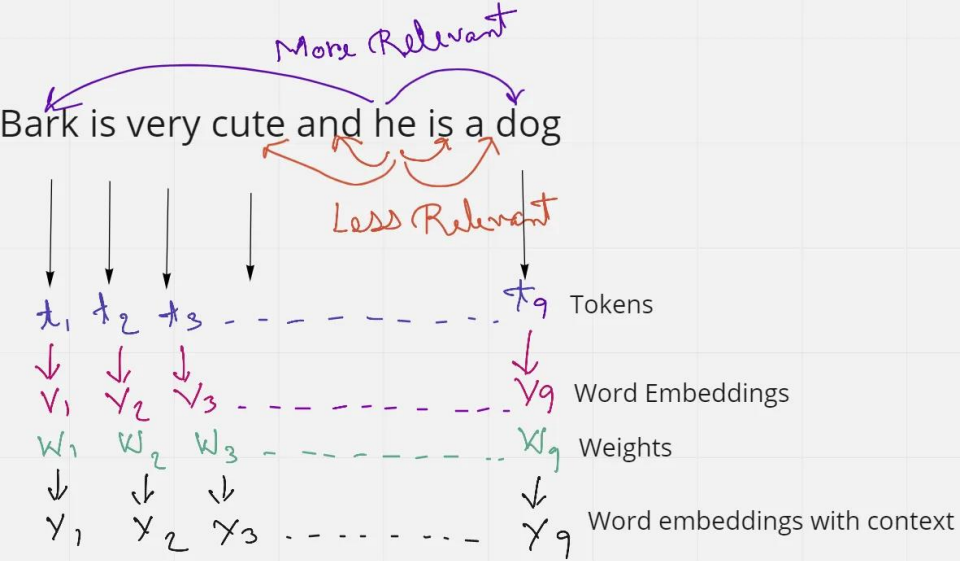 More Relevant
Bark is very cute and he is a dog
Less Relevant
t1 t2 t3 - - - - - - - - - t9 Tokens
V1 V2 V3 - - - - - - - - - V9 Word Embeddings
W1 W2 W3 - - - - - - - - W9 Weights
Y1 Y2 Y3 - - - - - - - - Y9 Word embeddings with context